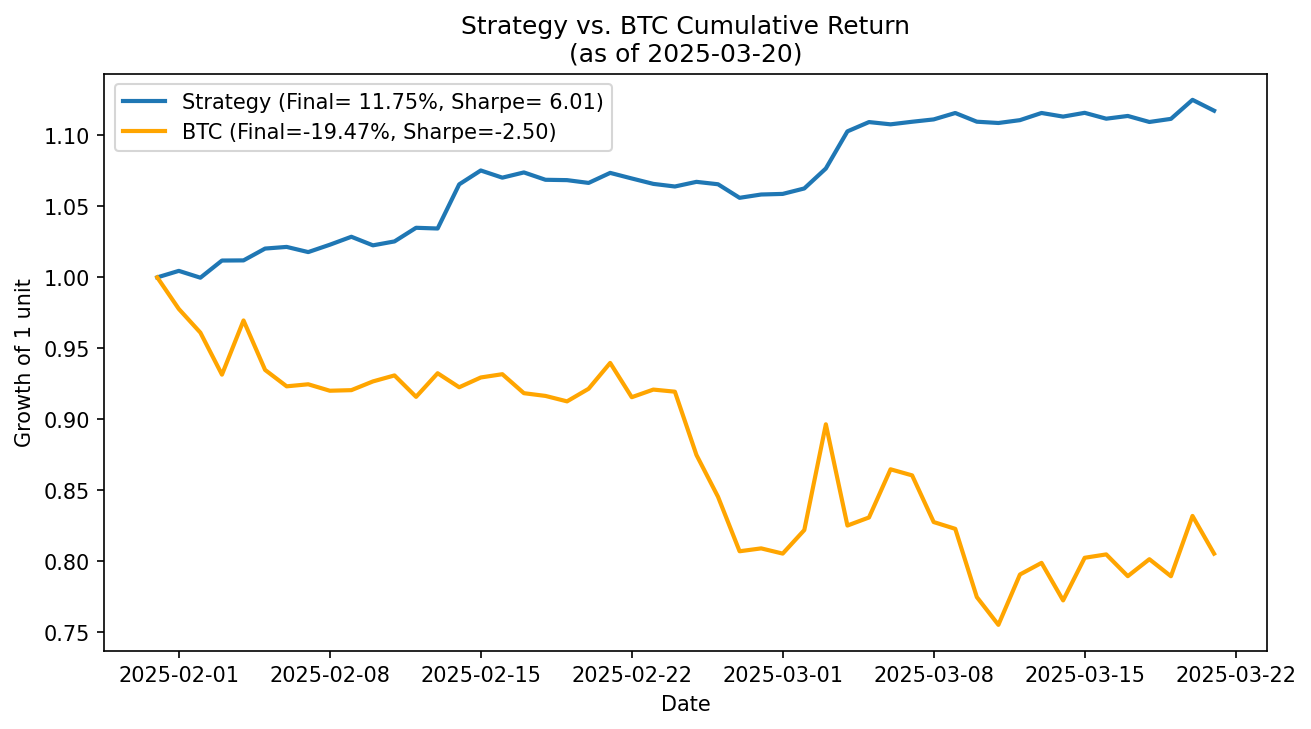 Strategy vs. BTC Cumulative Return
(as of 2025-03-20)
Strategy (Final= 11.75%, Sharpe= 6.01)
BTC (Final=-19.47%, Sharpe=-2.50)
Growth of 1 unit
1.10
1.05
1.00
0.95
0.90
0.85
0.80
0.75
2025-02-01 2025-02-08 2025-02-15 2025-02-22 2025-03-01 2025-03-08 2025-03-15 2025-03-22
Date